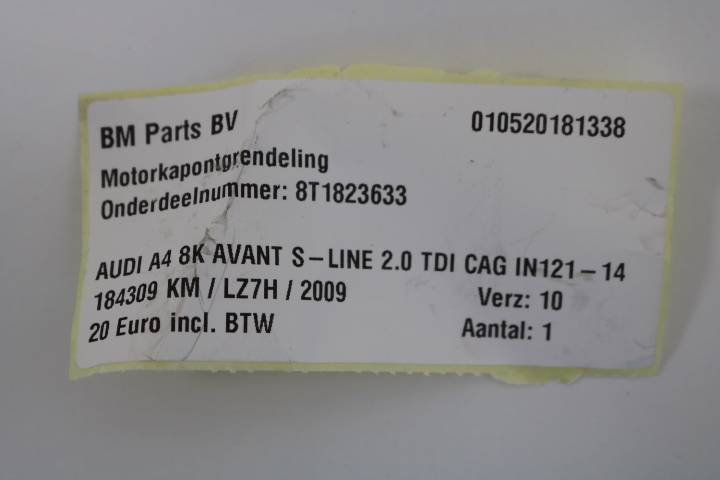 BM Parts BV 010520181338
Motorkapontgrendeling
Onderdeelnummer: 8T1823633
AUDI A4 8K AVANT S-LINE 2.0 TDI CAG IN121-14
184309 KM / LZ7H / 2009 Verz: 10
20 Euro incl. BTW Aantal: 1